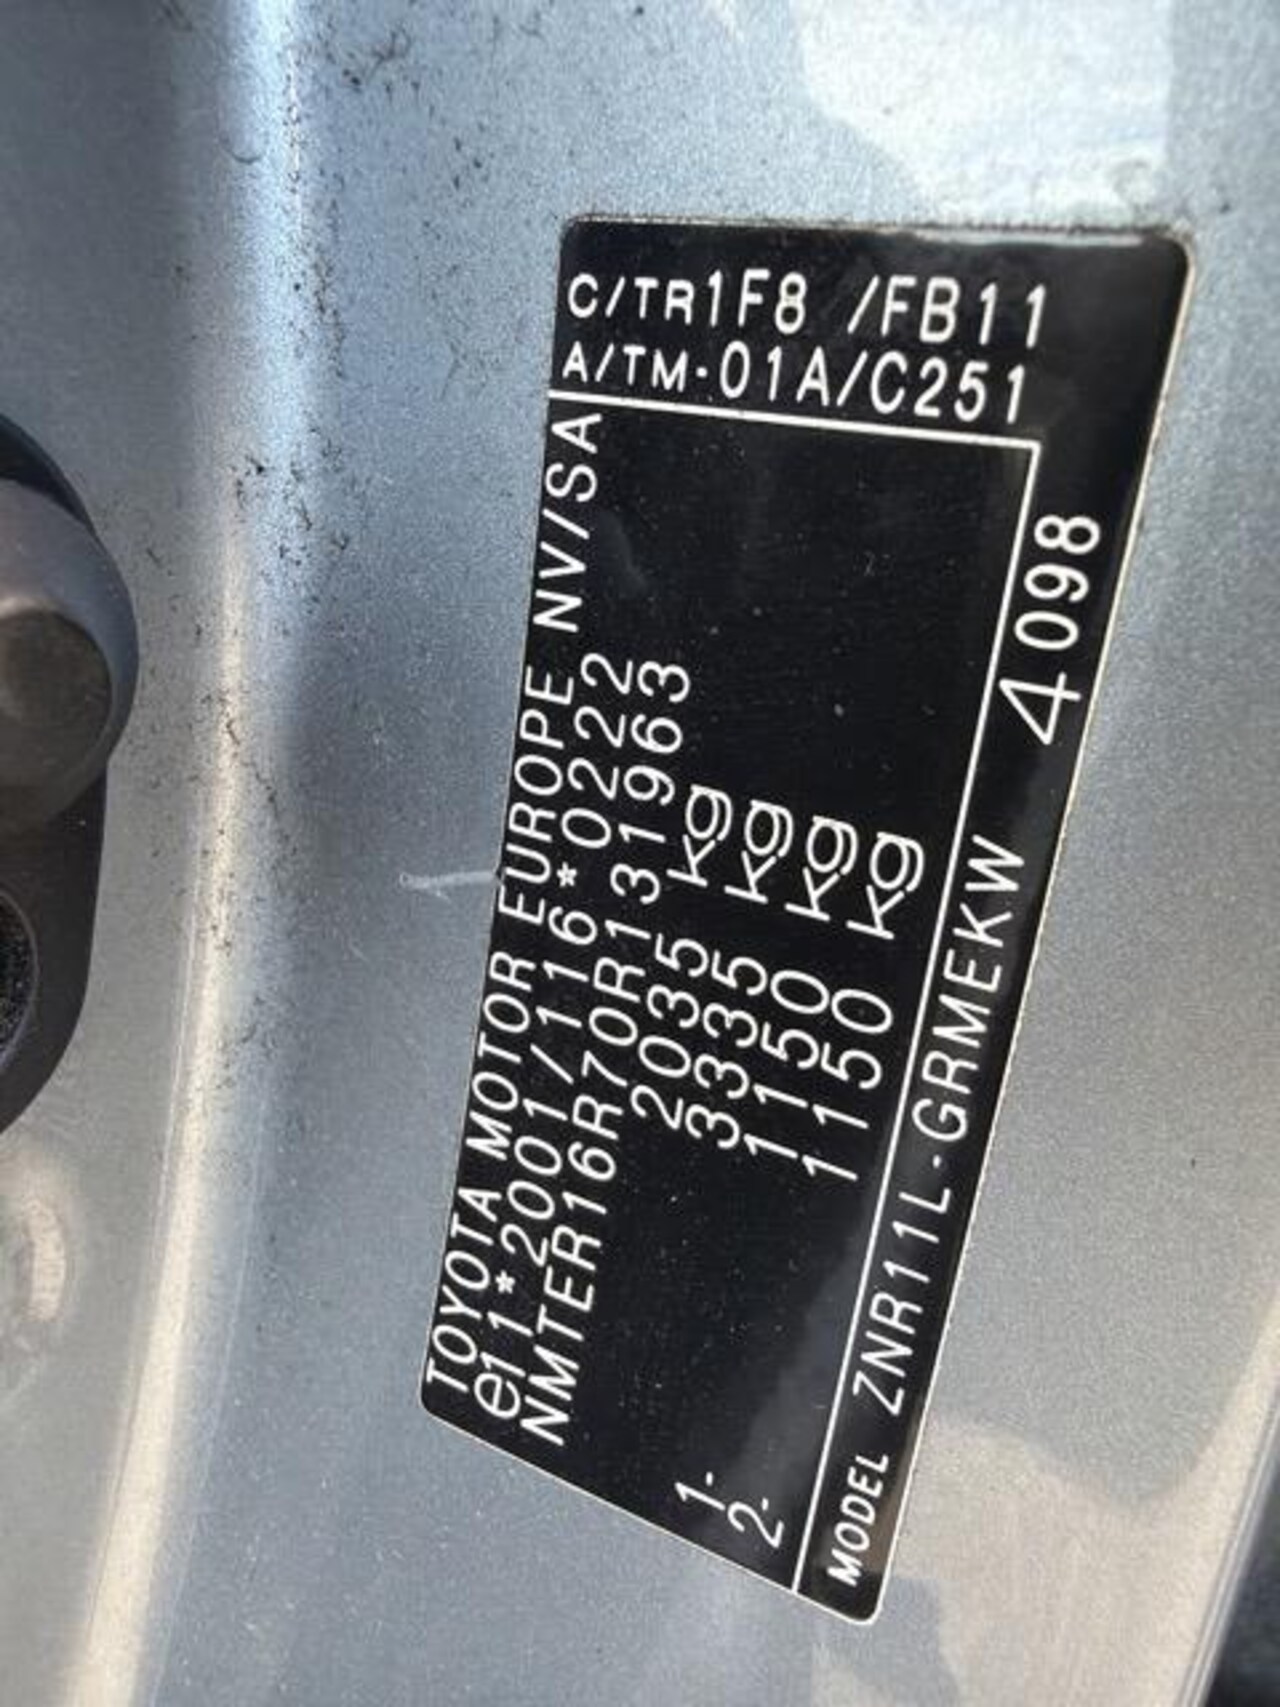 TOYOTA MOTOR EUROPE NV/SA
e11*2001/116*0222
NMTER16R70R131963
2035 kg
3335 kg
1- 1150 kg
2- 1150 kg
MODEL ZNR11L-GRMEKW 4098
C/TR1F8 /FB11
A/TM-01A/C251